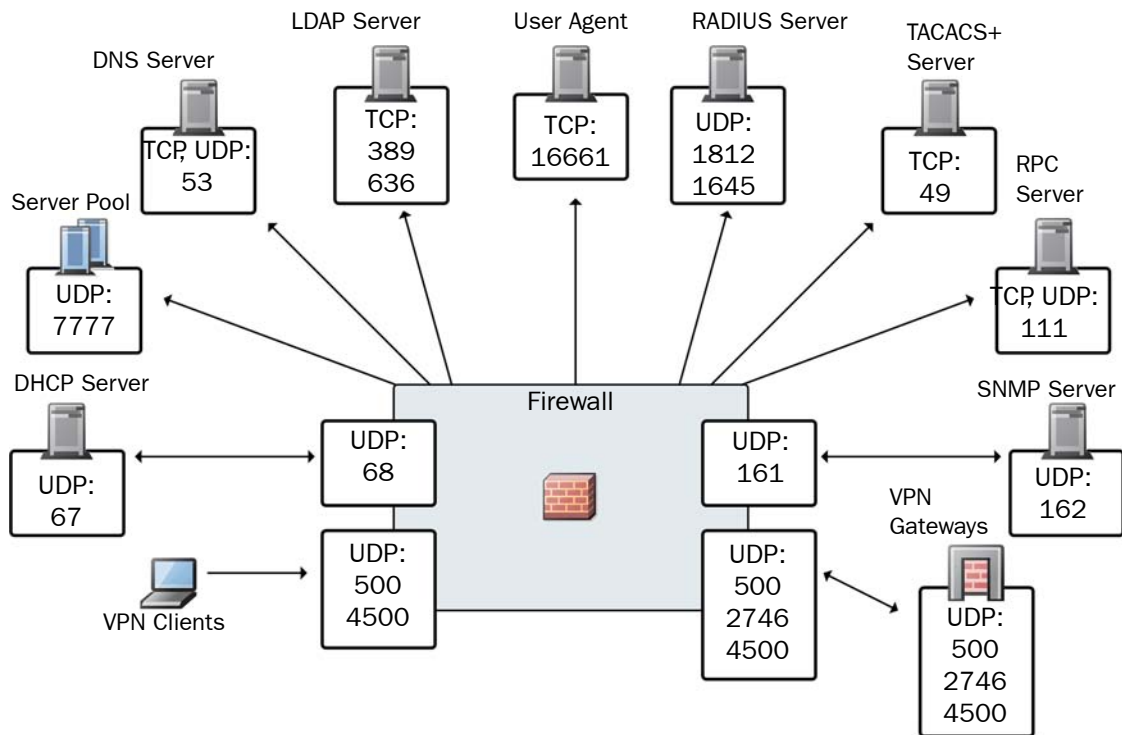 LDAP Server
User Agent
RADIUS Server
TACACS+
Server
DNS Server
TCP, UDP:
53
TCP:
389
636
TCP:
16661
UDP:
1812
1645
TCP:
49
RPC
Server
TCP, UDP:
111
Server Pool
UDP:
7777
DHCP Server
UDP:
67
Firewall
UDP:
68
UDP:
161
SNMP Server
UDP:
162
VPN Clients
UDP:
500
4500
UDP:
500
2746
4500
VPN
Gateways
UDP:
500
2746
4500